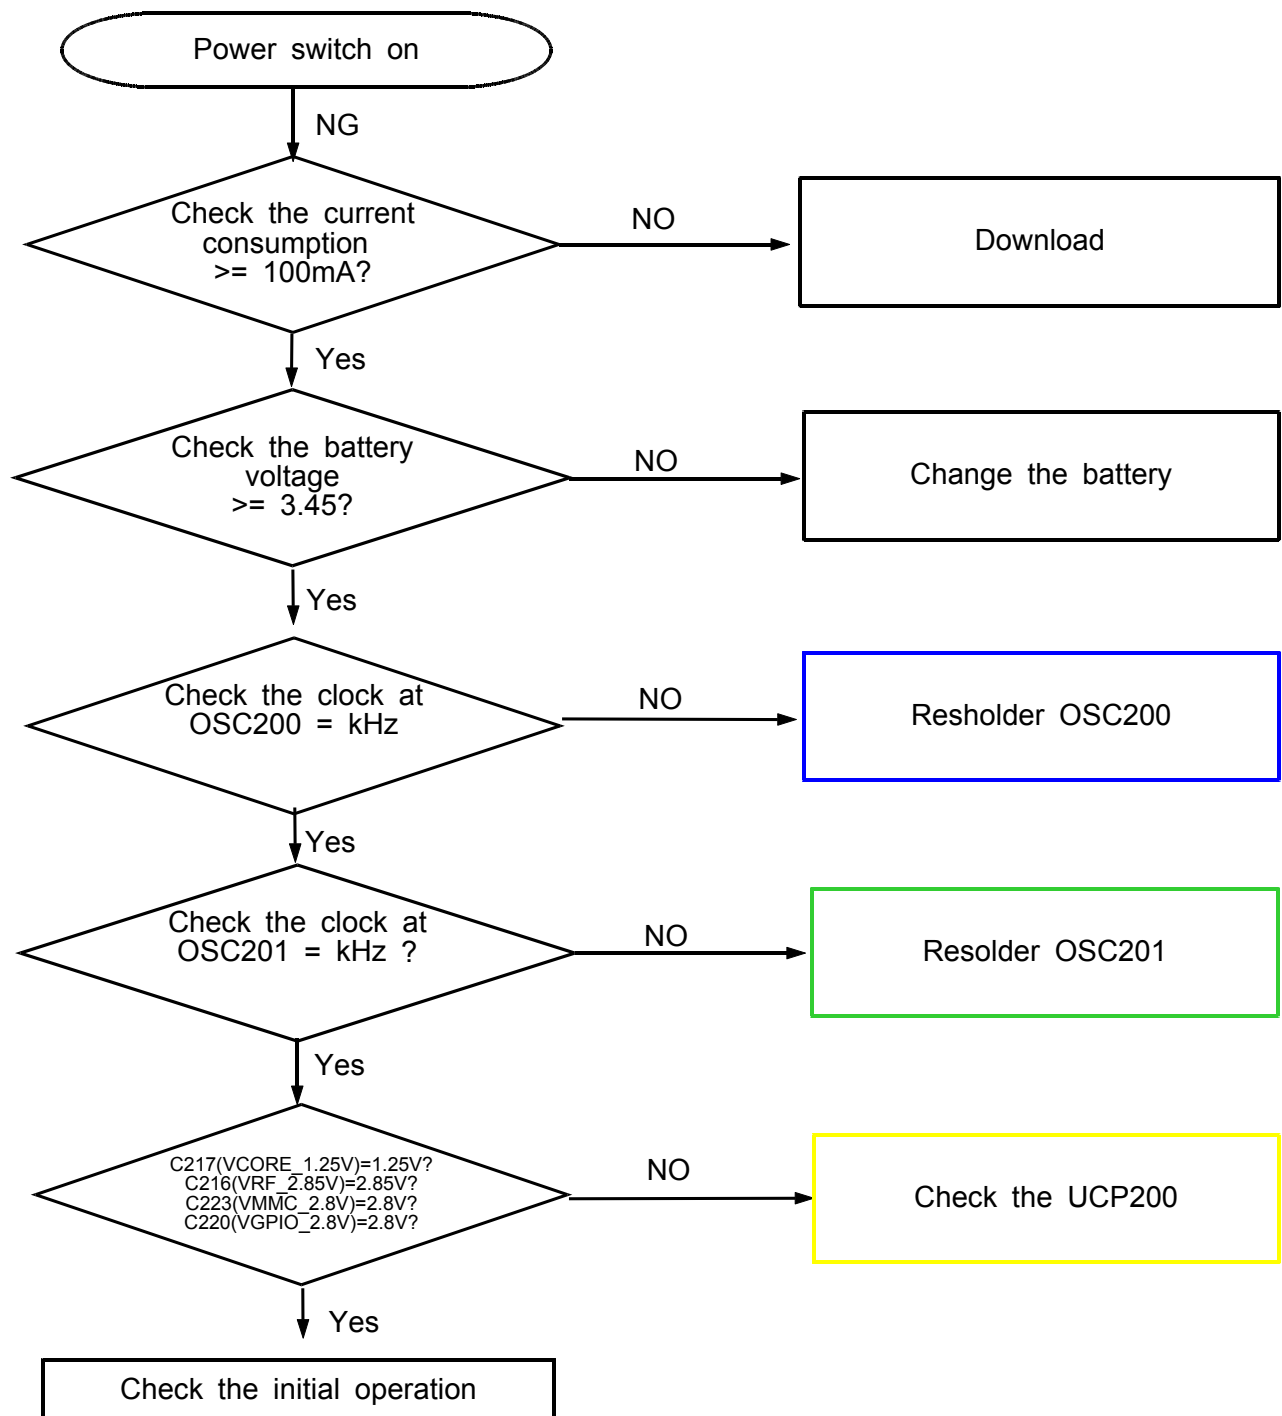 Power switch on
NG
Check the current
consumption
>= 100mA?
NO
Download
Yes
Check the battery
voltage
>= 3.45?
NO
Change the battery
Yes
Check the clock at
OSC200 = kHz
NO
Resholder OSC200
Yes
Check the clock at
OSC201 = kHz ?
NO
Resolder OSC201
Yes
C217(VCORE_1.25V)=1.25V?
C216(VRF_2.85V)=2.85V?
C223(VMMC_2.8V)=2.8V?
C220(VGPIO_2.8V)=2.8V?
NO
Check the UCP200
Yes
Check the initial operation